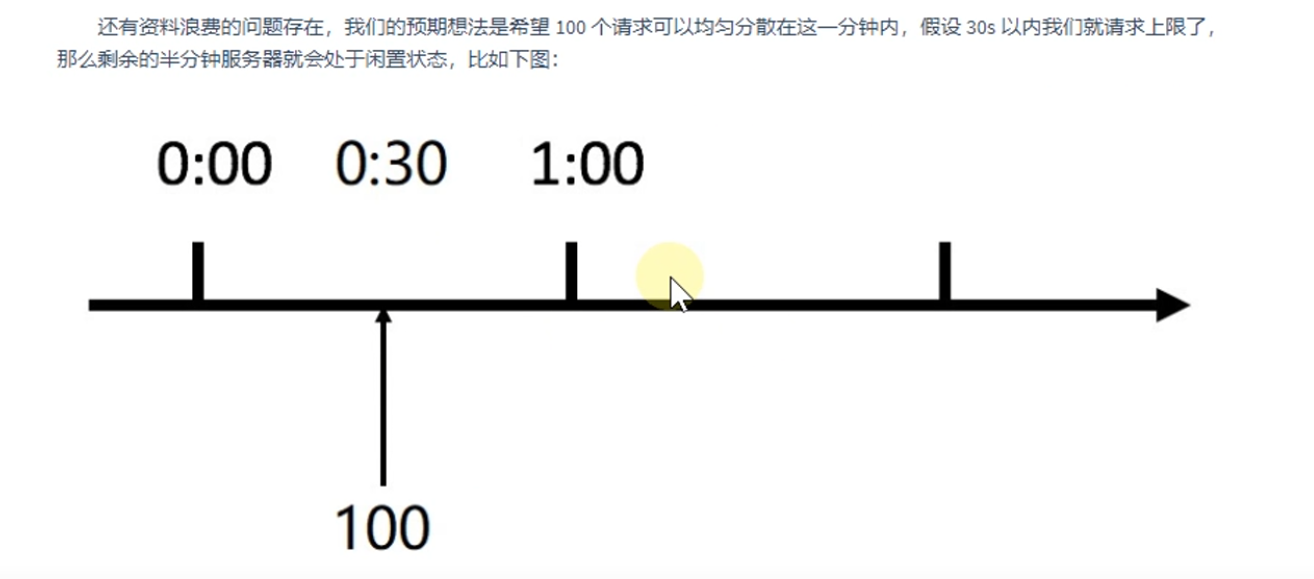 还有资料浪费的问题存在，我们的预期想法是希望 100 个请求可以均匀分散在这一分钟内，假设 30s 以内我们就请求上限了，
那么剩余的半分钟服务器就会处于闲置状态，比如下图：
0:00 0:30 1:00
100